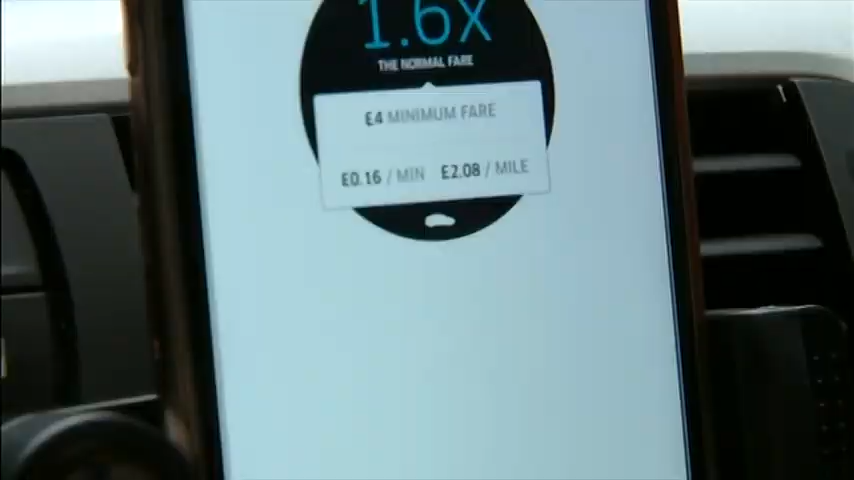 1.6X
THE NORMAL FARE
£4 MINIMUM FARE
£0.16 / MIN £2.08 / MILE